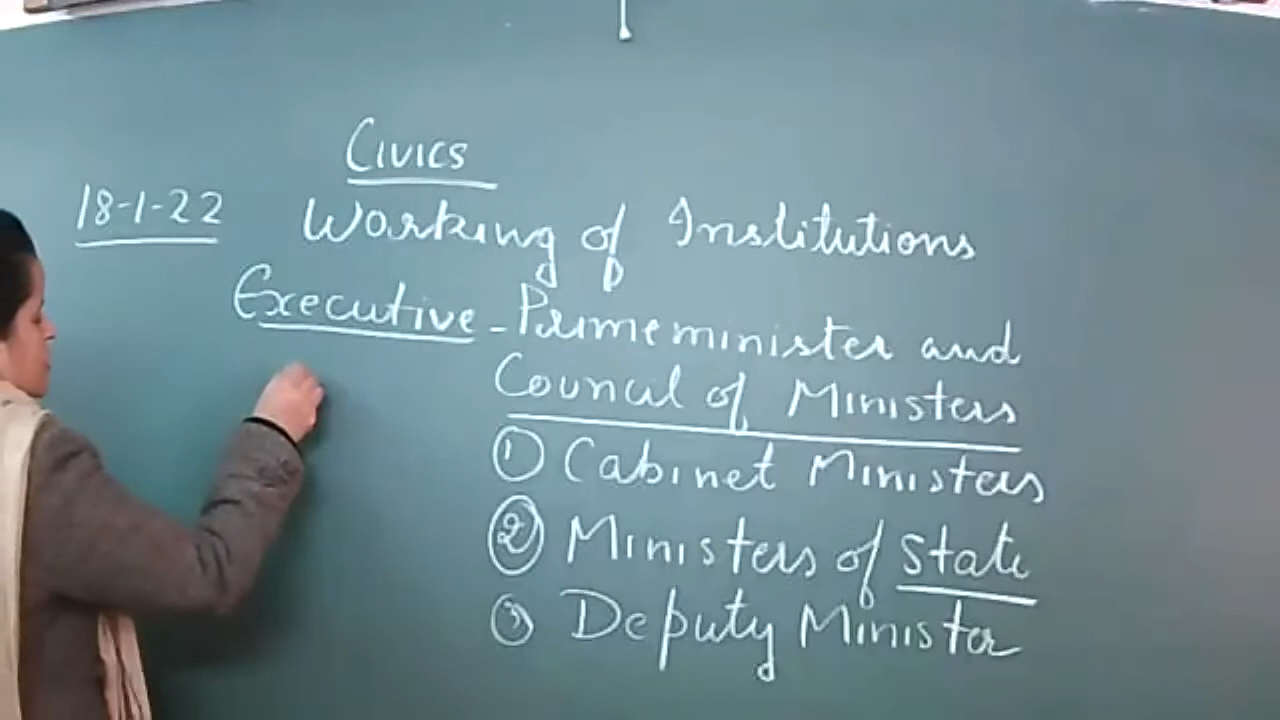 Civics
18-1-22
Working of Institutions
Executive - Primeminister and
Council of Ministers
① Cabinet Ministers
② Ministers of State
③ Deputy Minister